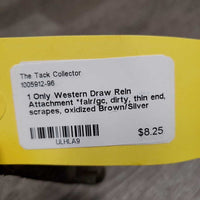 The Tack Collector
1005912-96
1 Only Western Draw Rein
Attachment *fair/gc, dirty, thin end,
scrapes, oxidized Brown/Silver
$8.25
ULHLA9